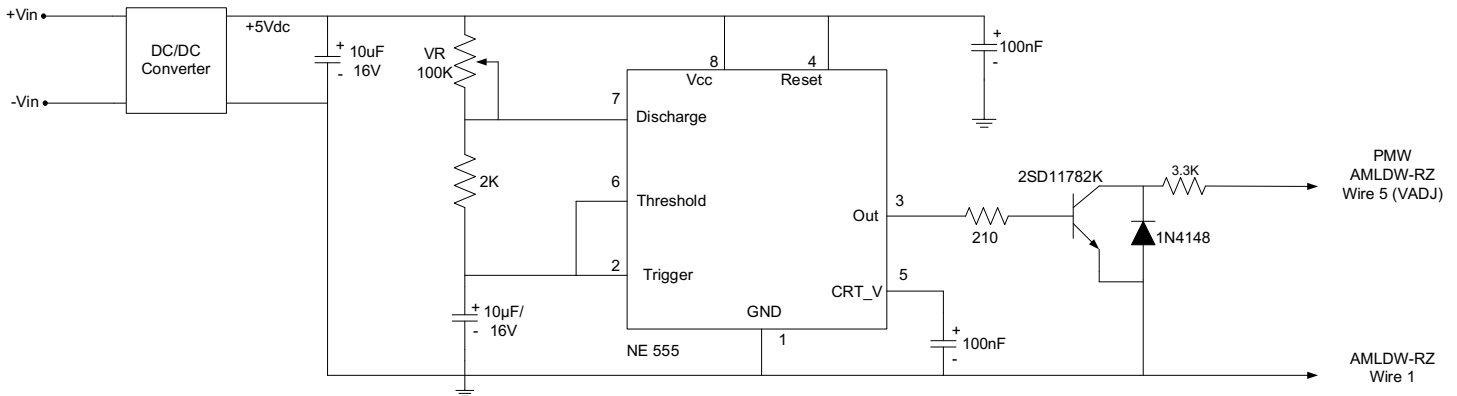 +Vin
-Vin
DC/DC
Converter
+5Vdc
+
10uF
-
16V
VR
100K
2K
+
10µF/
-
16V
7
Discharge
6
Threshold
2
Trigger
8
Vcc
4
Reset
Out
3
CRT_V
5
GND
1
NE 555
+
100nF
-
+
100nF
-
210
2SD11782K
3.3K
1N4148
PMW
AMLDW-RZ
Wire 5 (VADJ)
AMLDW-RZ
Wire 1